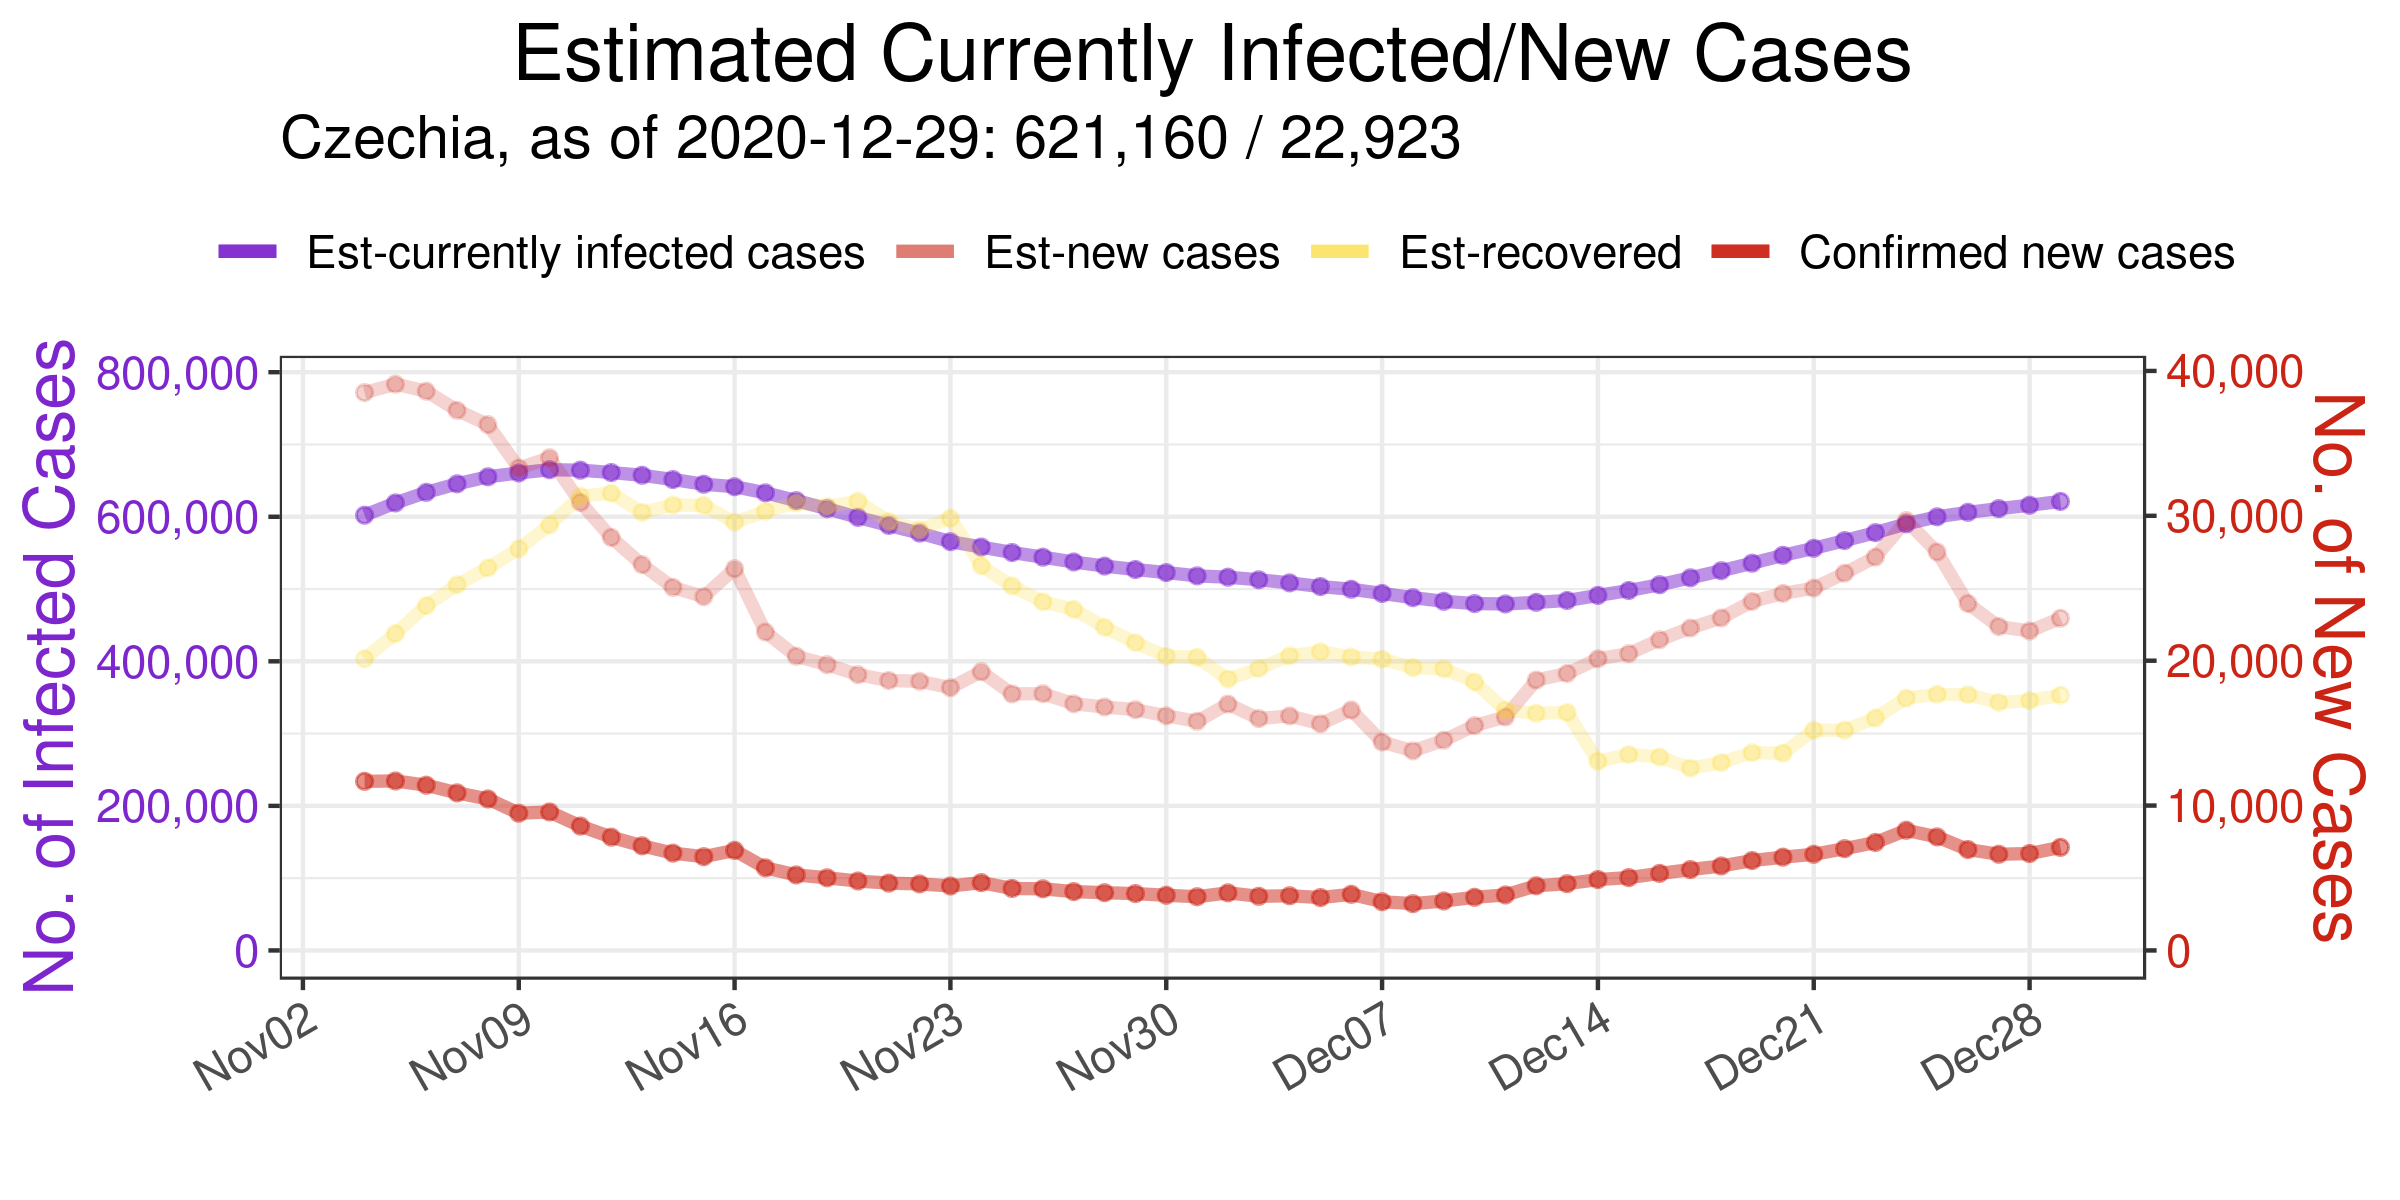 Estimated Currently Infected/New Cases
Czechia, as of 2020-12-29: 621,160 / 22,923
Est-currently infected cases Est-new cases Est-recovered Confirmed new cases
No. of Infected Cases
800,000
600,000
400,000
200,000
0
40,000
30,000
20,000
10,000
0
No. of New Cases
Nov02 Nov09 Nov16 Nov23 Nov30 Dec07 Dec14 Dec21 Dec28